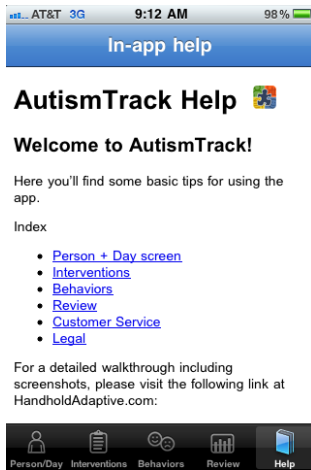 AT&T 3G 9:12 AM 98%
In-app help
AutismTrack Help
Welcome to AutismTrack!
Here you'll find some basic tips for using the
app.
Index
Person + Day screen
Interventions
Behaviors
Review
Customer Service
Legal
For a detailed walkthrough including
screenshots, please visit the following link at
HandholdAdaptive.com:
Person/Day Interventions Behaviors Review Help